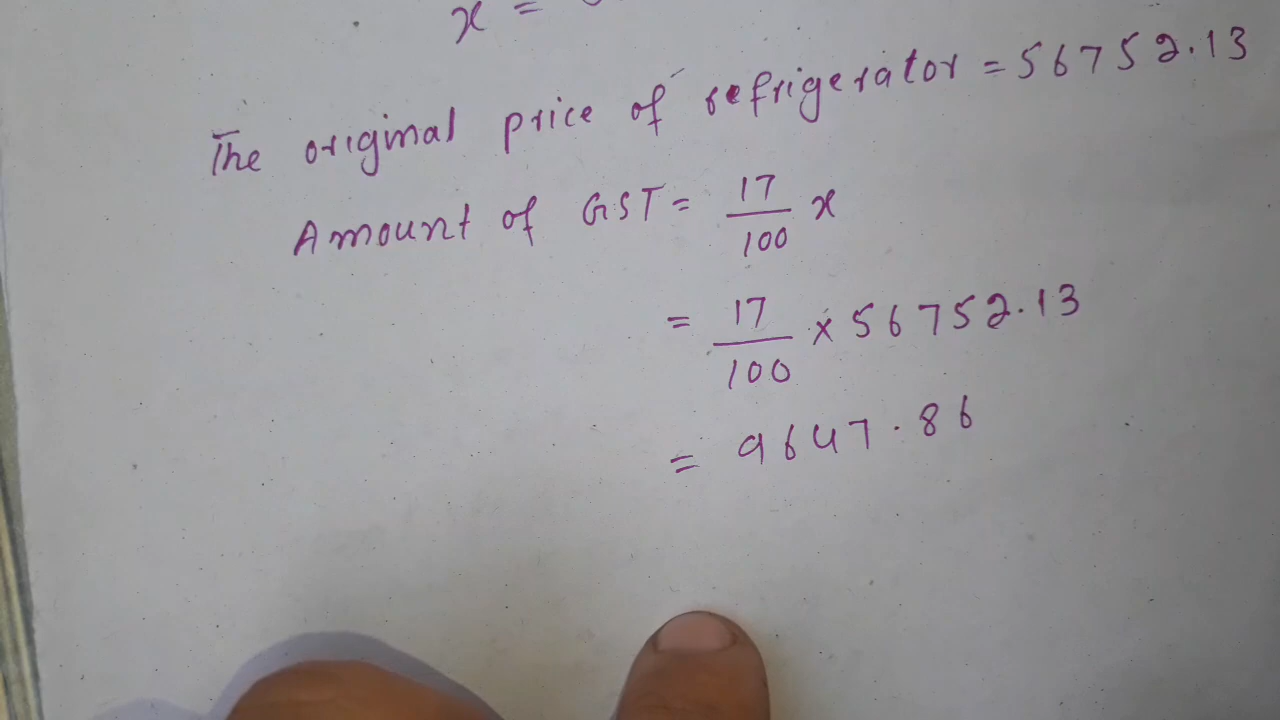 x =
The original price of refrigerator = 56752.13
Amount of GST = 17/100 x
= 17/100 × 56752.13
= 9647.86